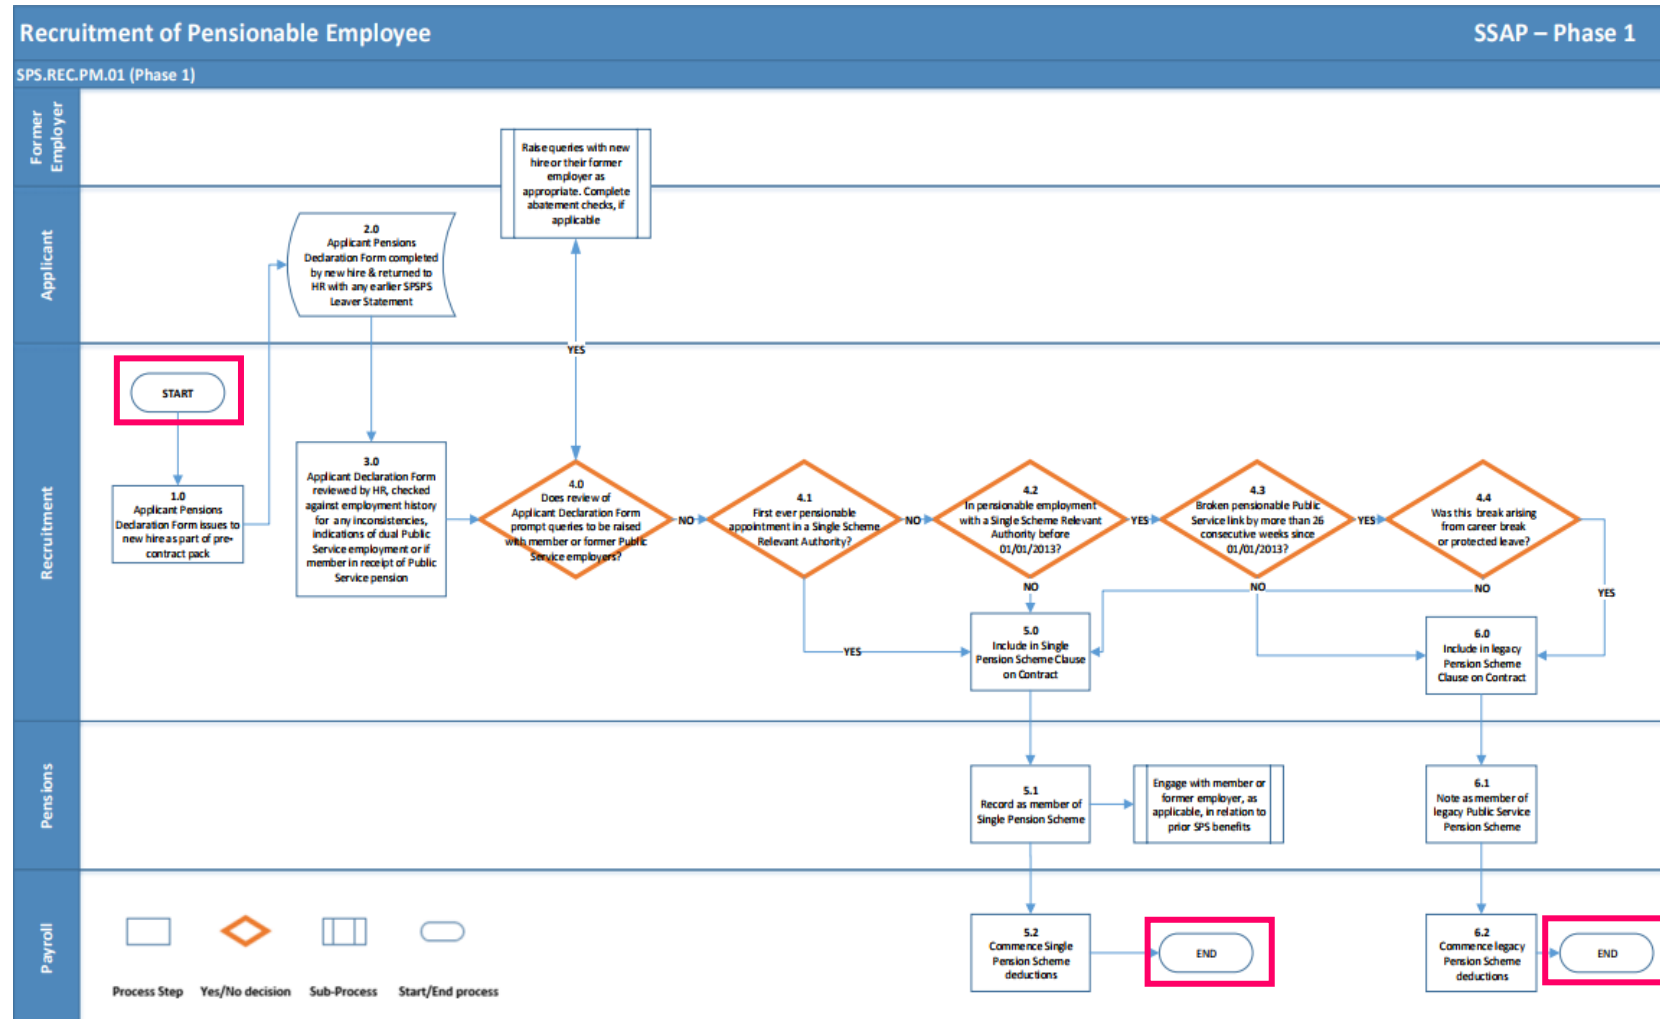 Recruitment of Pensionable Employee
SSAP – Phase 1
SPS.REC.PM.01 (Phase 1)
Former
Employer
Raise queries with new
hire or their former
employer as
appropriate. Complete
abatement checks, if
applicable
Applicant
2.0
Applicant Pensions
Declaration Form completed
by new hire & returned to
HR with any earlier SPSPS
Leaver Statement
YES
Recruitment
START
1.0
Applicant Pensions
Declaration Form issues to
new hire as part of pre-
contract pack
3.0
Applicant Declaration Form
reviewed by HR, checked
against employment history
for any inconsistencies,
indications of dual Public
Service employment or if
member in receipt of Public
Service pension
4.0
Does review of
Applicant Declaration Form
prompt queries to be raised
with member or former Public
Service employers?
NO
4.1
First ever pensionable
appointment in a Single Scheme
Relevant Authority?
NO
4.2
In pensionable employment
with a Single Scheme Relevant
Authority before
01/01/2013?
YES
4.3
Broken pensionable Public
Service link by more than 26
consecutive weeks since
01/01/2013?
YES
4.4
Was this break arising
from career break
or protected leave?
NO
NO
NO
YES
YES
5.0
Include in Single
Pension Scheme Clause
on Contract
6.0
Include in legacy
Pension Scheme
Clause on Contract
Pensions
5.1
Record as member of
Single Pension Scheme
Engage with member or
former employer, as
applicable, in relation to
prior SPS benefits
6.1
Note as member of
legacy Public Service
Pension Scheme
Payroll
5.2
Commence Single
Pension Scheme
deductions
END
6.2
Commence legacy
Pension Scheme
deductions
END
Process Step
Yes/No decision
Sub-Process
Start/End process